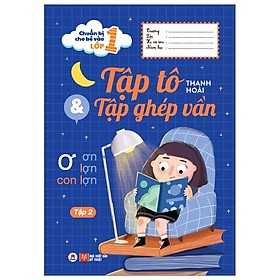 Chuẩn bị
cho bé vào
LỚP 1
Trường:
Lớp:
Họ và tên:
Năm học:
Tập tô
THANH HOÀI
& Tập ghép vần
Ơ ơn
lợn
con lợn
Tập 2